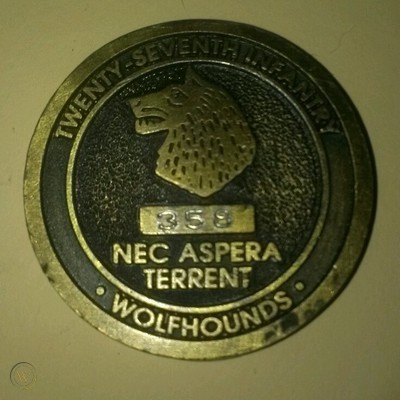 TWENTY-SEVENTH INFANTRY
358
NEC ASPERA
TERRENT
• WOLFHOUNDS •